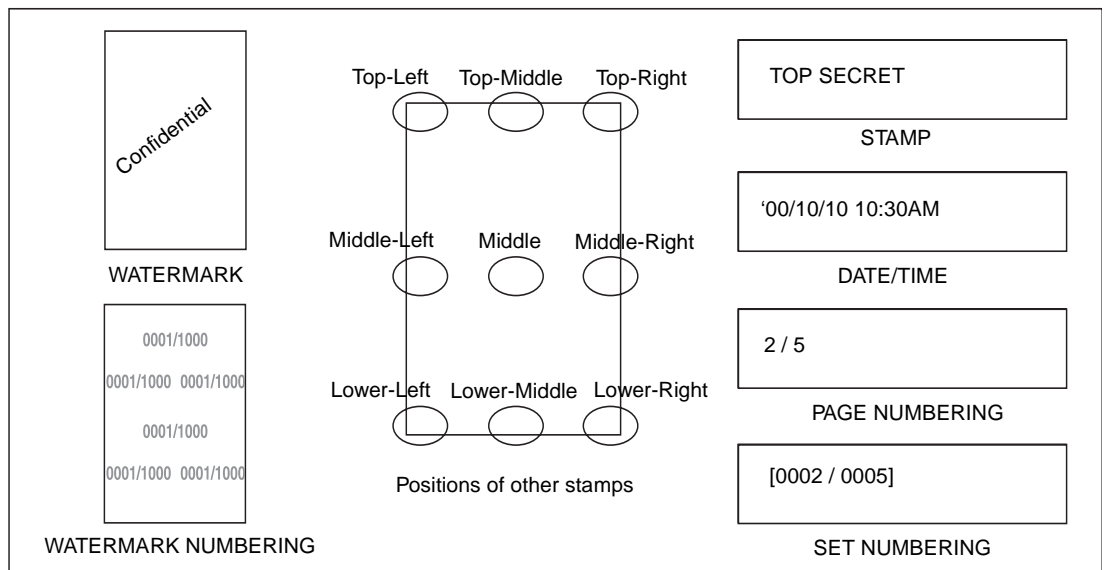 Confidential
WATERMARK
0001/1000
0001/1000 0001/1000
0001/1000
0001/1000 0001/1000
WATERMARK NUMBERING
Top-Left Top-Middle Top-Right
Middle-Left Middle Middle-Right
Lower-Left Lower-Middle Lower-Right
Positions of other stamps
TOP SECRET
STAMP
‘00/10/10 10:30AM
DATE/TIME
2 / 5
PAGE NUMBERING
[0002 / 0005]
SET NUMBERING